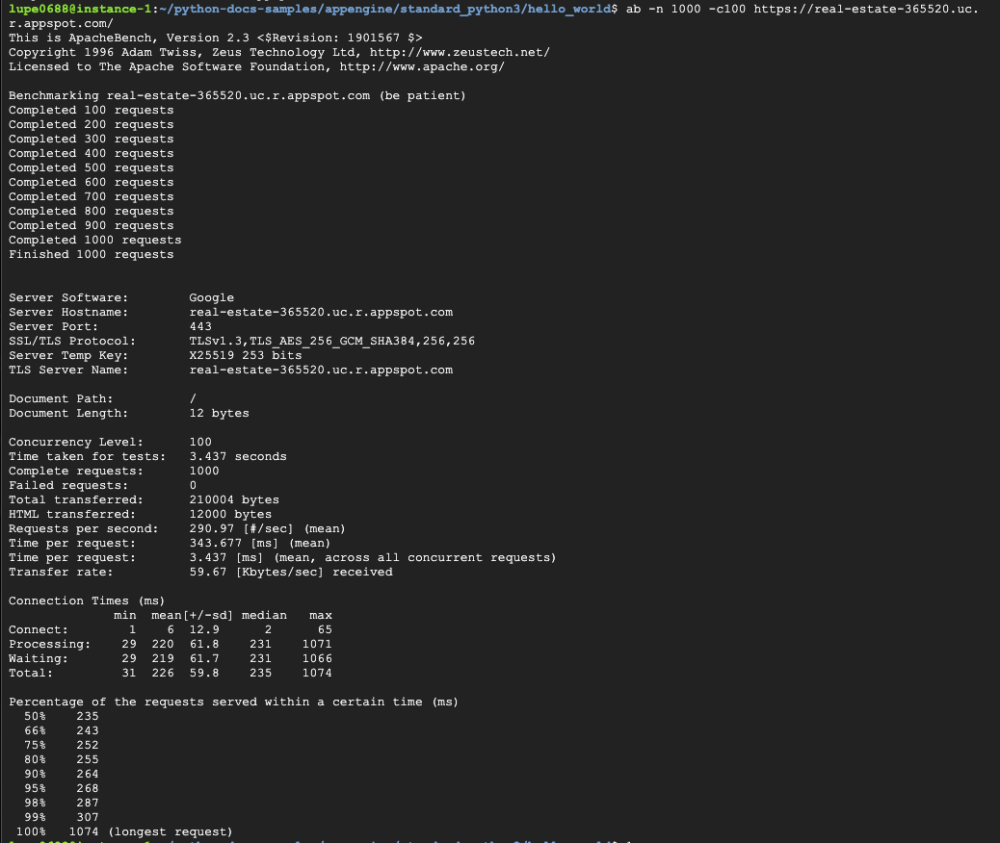 lupe0688@instance-1:~/python-docs-samples/appengine/standard_python3/hello_world$ ab -n 1000 -c100 https://real-estate-365520.uc.
r.appspot.com/
This is ApacheBench, Version 2.3 <$Revision: 1901567 $>
Copyright 1996 Adam Twiss, Zeus Technology Ltd, http://www.zeustech.net/
Licensed to The Apache Software Foundation, http://www.apache.org/

Benchmarking real-estate-365520.uc.r.appspot.com (be patient)
Completed 100 requests
Completed 200 requests
Completed 300 requests
Completed 400 requests
Completed 500 requests
Completed 600 requests
Completed 700 requests
Completed 800 requests
Completed 900 requests
Completed 1000 requests
Finished 1000 requests


Server Software:        Google
Server Hostname:        real-estate-365520.uc.r.appspot.com
Server Port:            443
SSL/TLS Protocol:       TLSv1.3,TLS_AES_256_GCM_SHA384,256,256
Server Temp Key:        X25519 253 bits
TLS Server Name:        real-estate-365520.uc.r.appspot.com

Document Path:          /
Document Length:        12 bytes

Concurrency Level:      100
Time taken for tests:   3.437 seconds
Complete requests:      1000
Failed requests:        0
Total transferred:      210004 bytes
HTML transferred:       12000 bytes
Requests per second:    290.97 [#/sec] (mean)
Time per request:       343.677 [ms] (mean)
Time per request:       3.437 [ms] (mean, across all concurrent requests)
Transfer rate:          59.67 [Kbytes/sec] received

Connection Times (ms)
              min  mean[+/-sd] median   max
Connect:        1    6  12.9      2      65
Processing:    29  220  61.8    231    1071
Waiting:       29  219  61.7    231    1066
Total:         31  226  59.8    235    1074

Percentage of the requests served within a certain time (ms)
  50%    235
  66%    243
  75%    252
  80%    255
  90%    264
  95%    268
  98%    287
  99%    307
 100%   1074 (longest request)